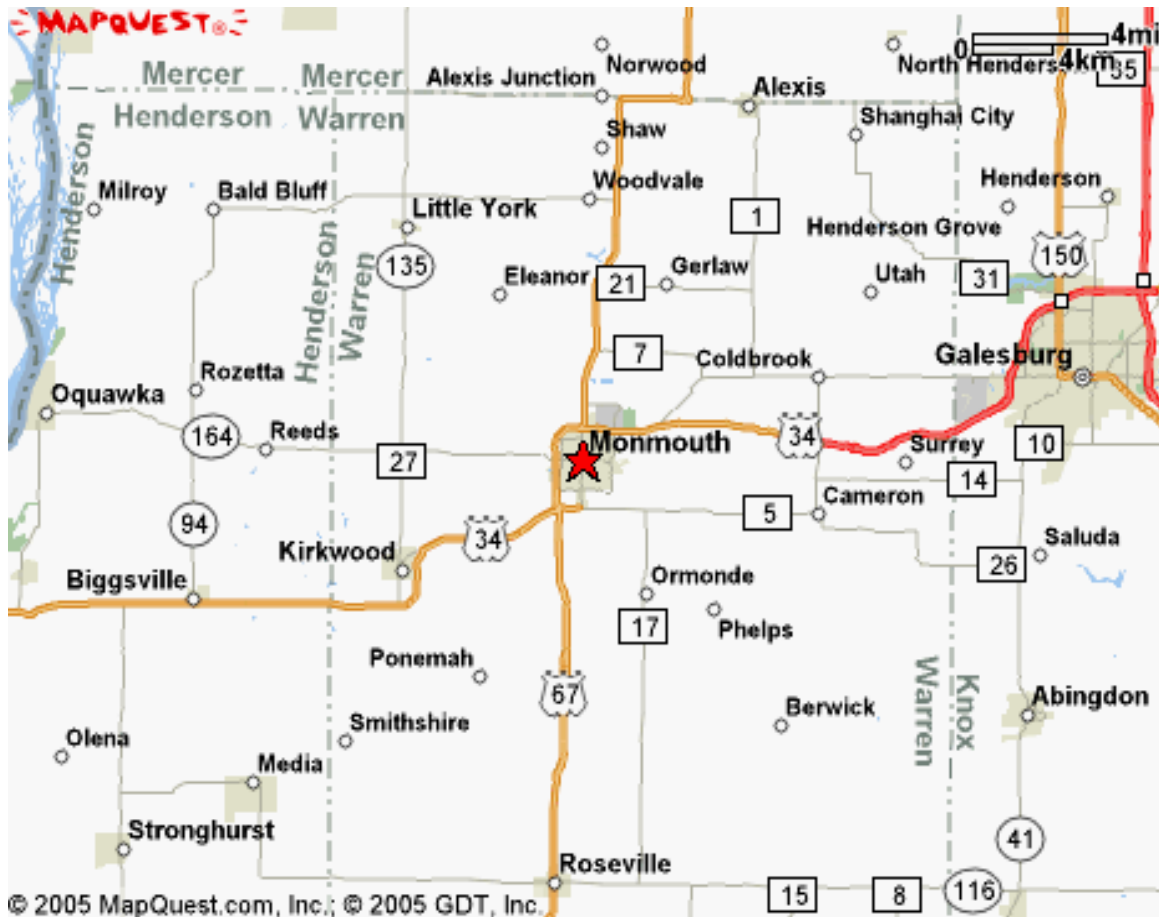 MAPQUEST®
0 4mi
4km
Mercer Mercer
Henderson Warren
Norwood
North Henders
35
Alexis Junction
Alexis
Shaw
Shanghai City
Henderson
Milroy
Bald Bluff
Woodvale
Henderson
Little York
1
Henderson Grove
150
Henderson
Warren
135
Eleanor
21
Gerlaw
Utah
31
7
Coldbrook
Galesburg
Rozetta
Oquawka
164
Reeds
27
Monmouth
34
Surrey
10
14
94
34
5
Cameron
Kirkwood
Saluda
26
Biggsville
Ormonde
17
Phelps
Ponemah
67
Warren
Knox
Abingdon
Berwick
Smithshire
Olena
Media
Stronghurst
41
Roseville
15
8
116
© 2005 MapQuest.com, Inc.; © 2005 GDT, Inc.